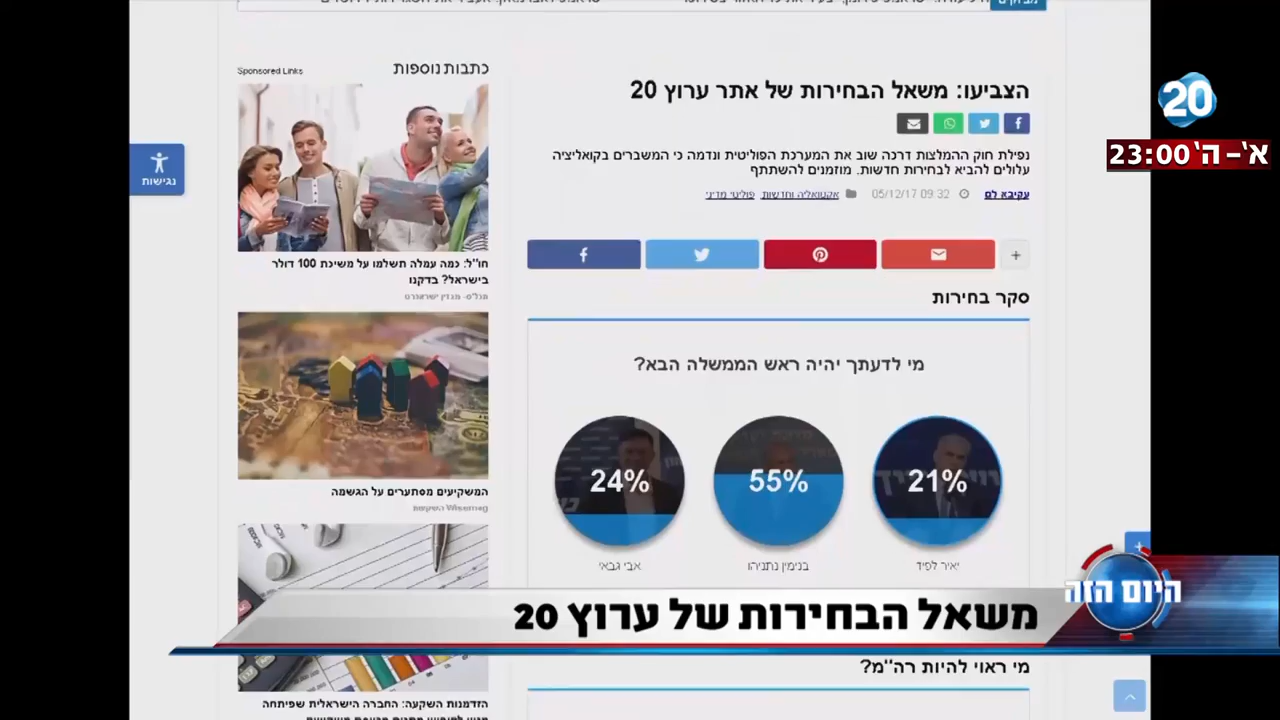 מבזקים
20
א'-ה' 23:00
נגישות
הצביעו: משאל הבחירות של אתר ערוץ 20
נפילת חוק ההמלצות דרכה שוב את המערכת הפוליטית ונדמה כי המשברים בקואליציה
עלולים להביא לבחירות חדשות. מוזמנים להשתתף
עקיבא לם
05/12/17 09:32
אקטואליה וחדשות, פוליטי מדיני
סקר בחירות
מי לדעתך יהיה ראש הממשלה הבא?
21%
55%
24%
יאיר לפיד
בנימין נתניהו
אבי גבאי
מי ראוי להיות רה"מ?
כתבות נוספות
Sponsored Links
חו"ל: כמה עמלה תשלמו על משיכת 100 דולר
בישראל? בדקנו
המשקיעים מסתערים על הגשמה
הזדמנות השקעה: החברה הישראלית שפיתחה
היום הזה
משאל הבחירות של ערוץ 20